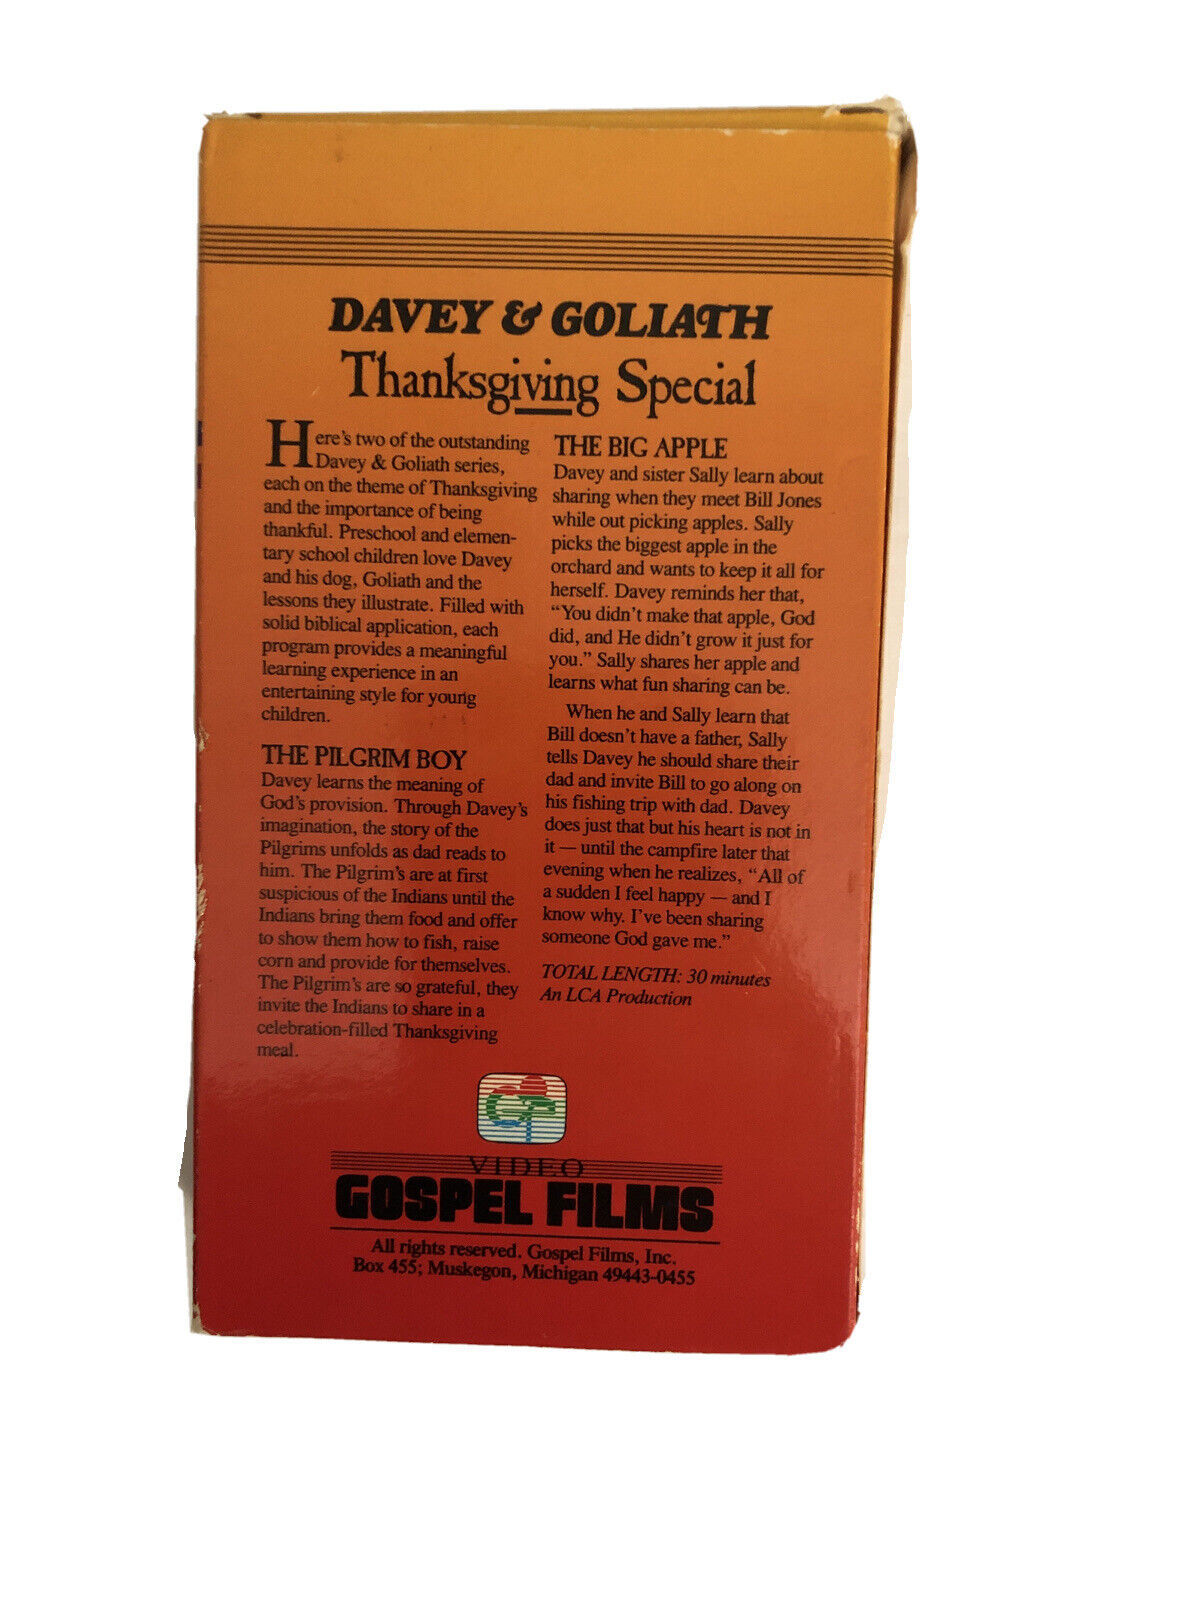 DAVEY & GOLIATH
Thanksgiving Special
Here's two of the outstanding
Davey & Goliath series,
each on the theme of Thanksgiving
and the importance of being
thankful. Preschool and elemen-
tary school children love Davey
and his dog, Goliath and the
lessons they illustrate. Filled with
solid biblical application, each
program provides a meaningful
learning experience in an
entertaining style for young
children.
THE PILGRIM BOY
Davey learns the meaning of
God's provision. Through Davey's
imagination, the story of the
Pilgrims unfolds as dad reads to
him. The Pilgrim's are at first
suspicious of the Indians until the
Indians bring them food and offer
to show them how to fish, raise
corn and provide for themselves.
The Pilgrim's are so grateful, they
invite the Indians to share in a
celebration-filled Thanksgiving
meal.
THE BIG APPLE
Davey and sister Sally learn about
sharing when they meet Bill Jones
while out picking apples. Sally
picks the biggest apple in the
orchard and wants to keep it all for
herself. Davey reminds her that,
"You didn't make that apple, God
did, and He didn't grow it just for
you." Sally shares her apple and
learns what fun sharing can be.
When he and Sally learn that
Bill doesn't have a father, Sally
tells Davey he should share their
dad and invite Bill to go along on
his fishing trip with dad. Davey
does just that but his heart is not in
it — until the campfire later that
evening when he realizes, "All of
a sudden I feel happy — and I
know why. I've been sharing
someone God gave me."
TOTAL LENGTH: 30 minutes
An LCA Production
VIDEO
GOSPEL FILMS
All rights reserved. Gospel Films, Inc.
Box 455; Muskegon, Michigan 49443-0455